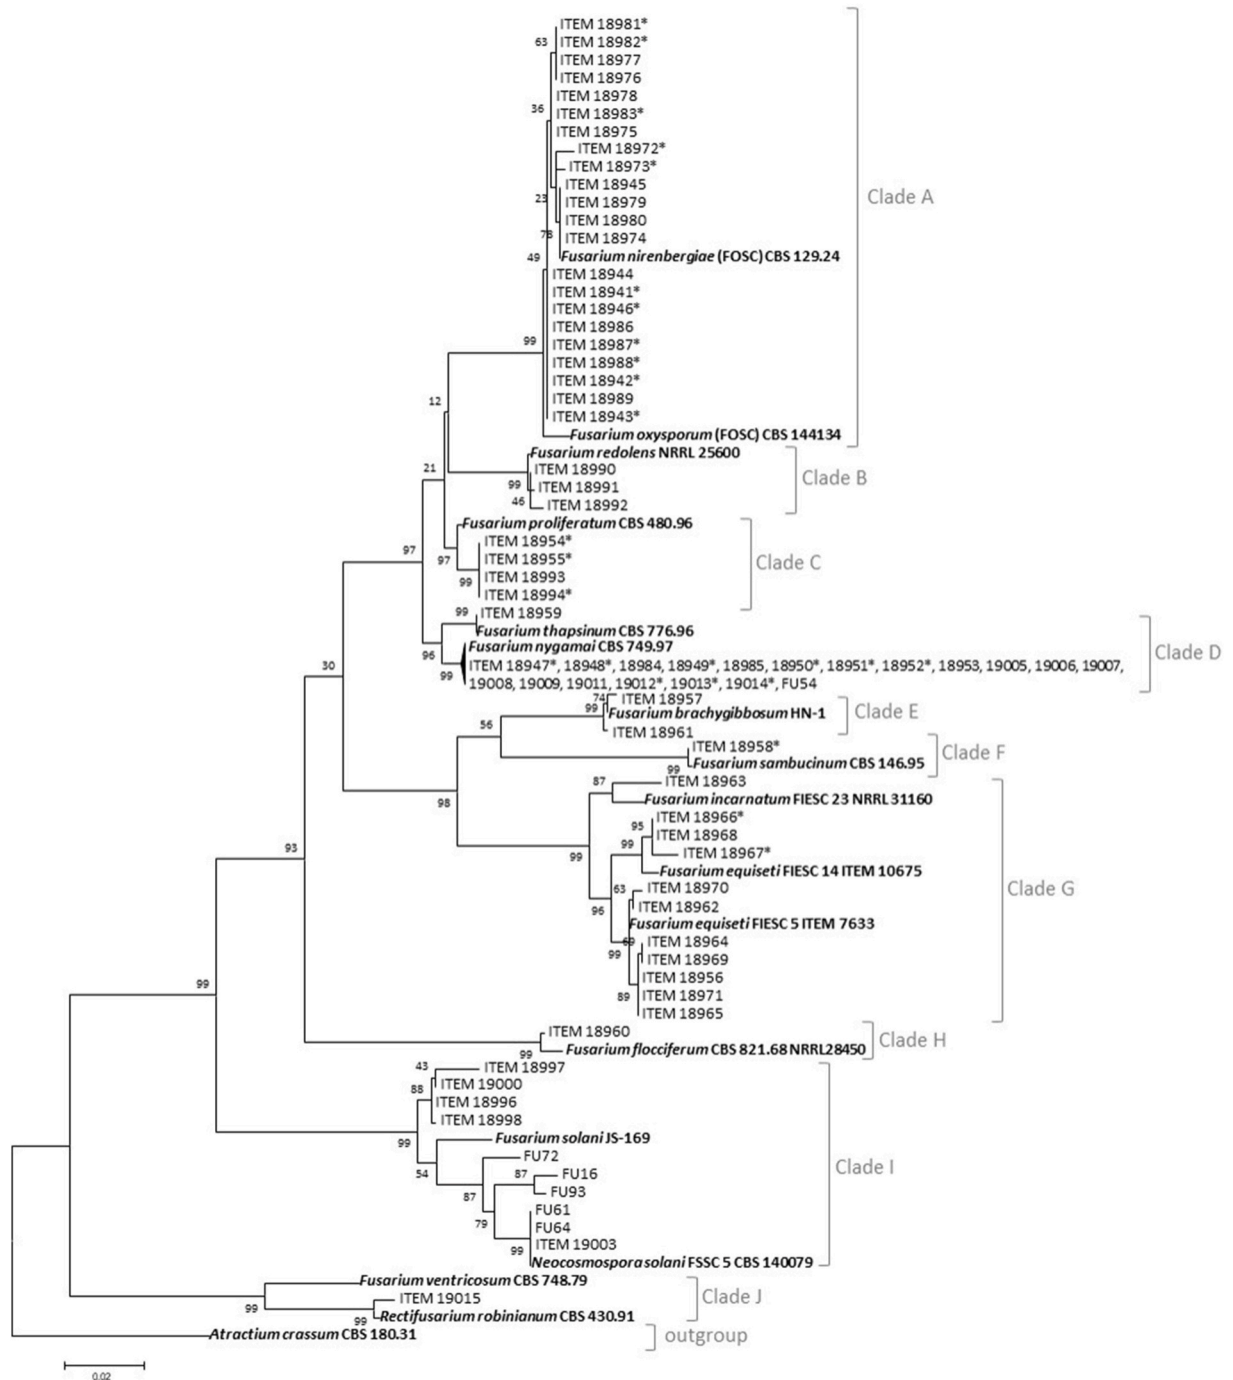 ITEM 18981*
63
ITEM 18982*
ITEM 18977
ITEM 18976
ITEM 18978
36
ITEM 18983*
ITEM 18975
ITEM 18972*
ITEM 18973*
ITEM 18945
Clade A
23
ITEM 18979
ITEM 18980
78
ITEM 18974
49
Fusarium nirenbergiae (FOSC) CBS 129.24
ITEM 18944
ITEM 18941*
ITEM 18946*
ITEM 18986
99
ITEM 18987*
ITEM 18988*
ITEM 18942*
12
ITEM 18989
ITEM 18943*
Fusarium oxysporum (FOSC) CBS 144134
Fusarium redolens NRRL 25600
21
ITEM 18990
Clade B
99
ITEM 18991
46
ITEM 18992
Fusarium proliferatum CBS 480.96
ITEM 18954*
97
97
ITEM 18955*
Clade C
99
ITEM 18993
ITEM 18994*
99
ITEM 18959
Fusarium thapsinum CBS 776.96
96
Fusarium nygamai CBS 749.97
Clade D
30
99
ITEM 18947*, 18948*, 18984, 18949*, 18985, 18950*, 18951*, 18952*, 18953, 19005, 19006, 19007,
19008, 19009, 19011, 19012*, 19013*, 19014*, FU54
74
ITEM 18957
99
Fusarium brachygibbosum HN-1
Clade E
56
ITEM 18961
ITEM 18958*
Clade F
99
Fusarium sambucinum CBS 146.95
87
ITEM 18963
98
Fusarium incarnatum FIESC 23 NRRL 31160
ITEM 18966*
95
ITEM 18968
93
99
99
ITEM 18967*
Fusarium equiseti FIESC 14 ITEM 10675
63
ITEM 18970
Clade G
96
ITEM 18962
Fusarium equiseti FIESC 5 ITEM 7633
ITEM 18964
99
ITEM 18969
ITEM 18956
99
89
ITEM 18971
ITEM 18965
ITEM 18960
Clade H
99
Fusarium flocciferum CBS 821.68 NRRL28450
43
ITEM 18997
88
ITEM 19000
ITEM 18996
ITEM 18998
99
Fusarium solani JS-169
FU72
54
87
FU16
Clade I
87
FU93
FU61
79
FU64
99
ITEM 19003
Neocosmospora solani FSSC 5 CBS 140079
Fusarium ventricosum CBS 748.79
99
ITEM 19015
Clade J
99
Rectifusarium robinianum CBS 430.91
Atractium crassum CBS 180.31
outgroup
0.02